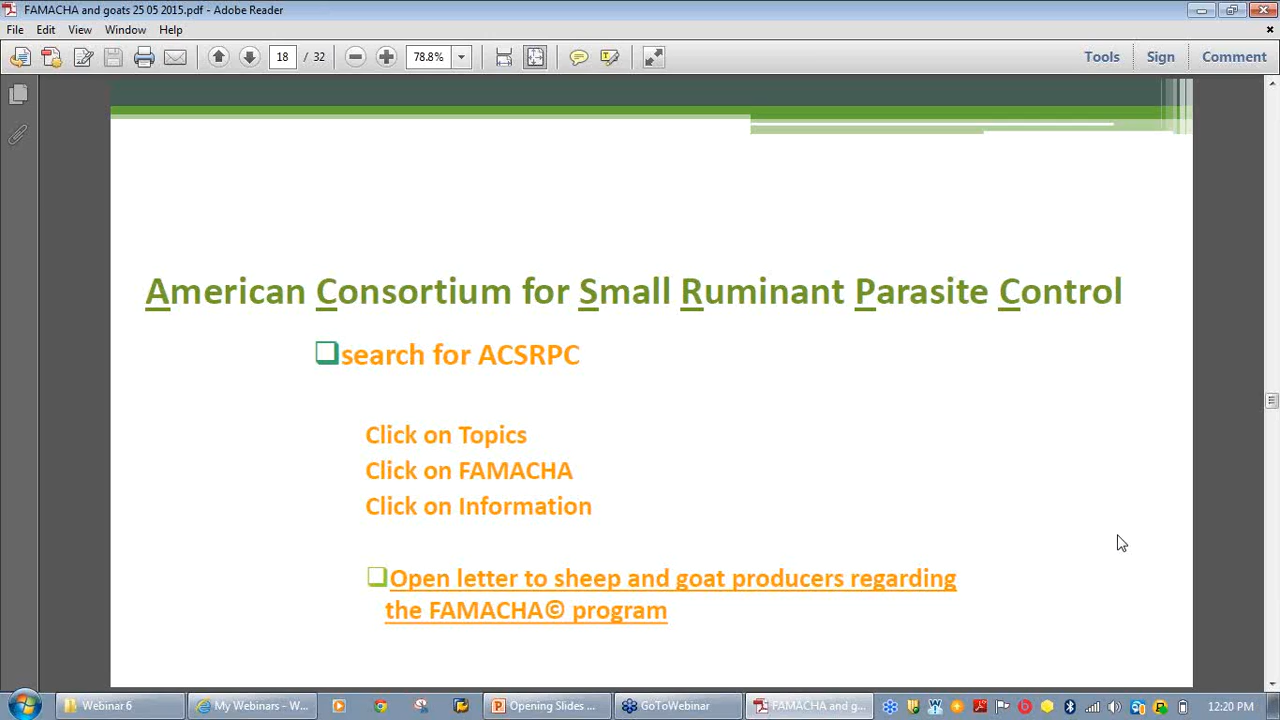 FAMACHA and goats 25 05 2015.pdf - Adobe Reader
File Edit View Window Help
18 / 32 78.8% Tools Sign Comment
American Consortium for Small Ruminant Parasite Control
search for ACSRPC
Click on Topics
Click on FAMACHA
Click on Information
Open letter to sheep and goat producers regarding
the FAMACHA© program
Webinar 6 My Webinars - W... Opening Slides ... GoToWebinar FAMACHA and g... 12:20 PM